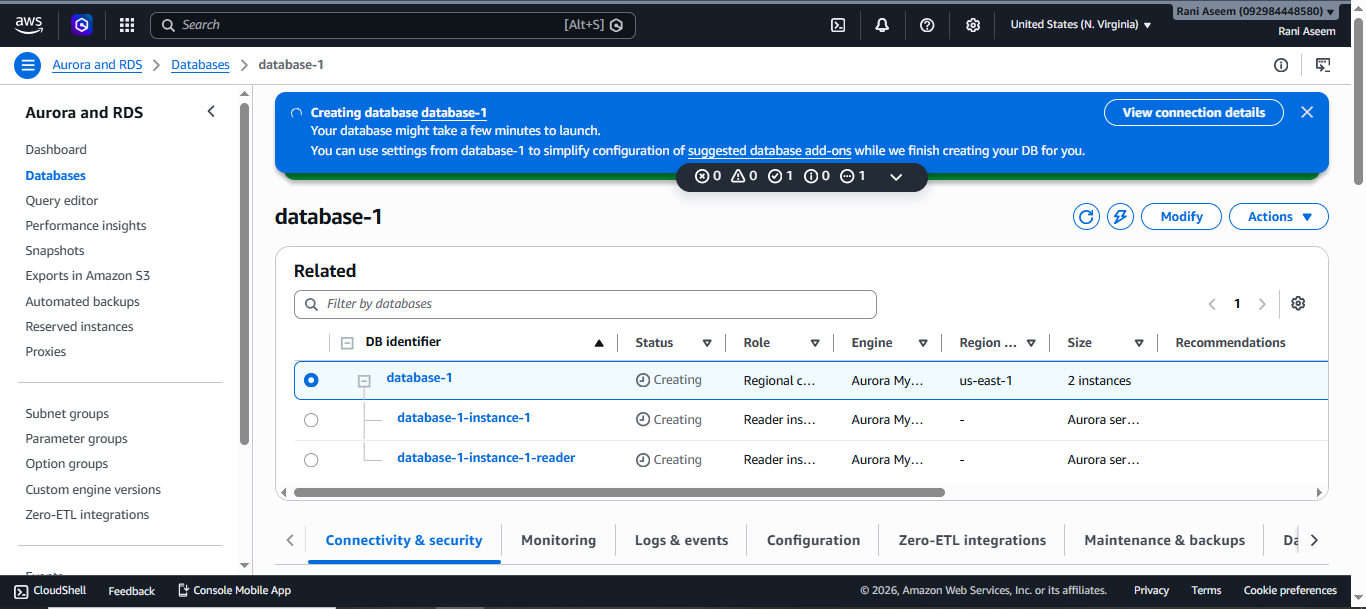 aws
Search [Alt+S]
United States (N. Virginia)
Rani Aseem (092984448580)
Rani Aseem
Aurora and RDS
Databases
database-1
Aurora and RDS
Dashboard
Databases
Query editor
Performance insights
Snapshots
Exports in Amazon S3
Automated backups
Reserved instances
Proxies
Subnet groups
Parameter groups
Option groups
Custom engine versions
Zero-ETL integrations
Events
Creating database database-1
Your database might take a few minutes to launch.
You can use settings from database-1 to simplify configuration of suggested database add-ons while we finish creating your DB for you.
View connection details
0 0 1 0 1
database-1
Modify
Actions
Related
Filter by databases
1
DB identifier Status Role Engine Region ... Size Recommendations
database-1 Creating Regional c... Aurora My... us-east-1 2 instances
database-1-instance-1 Creating Reader ins... Aurora My... - Aurora ser...
database-1-instance-1-reader Creating Reader ins... Aurora My... - Aurora ser...
Connectivity & security Monitoring Logs & events Configuration Zero-ETL integrations Maintenance & backups Da
CloudShell Feedback Console Mobile App © 2026, Amazon Web Services, Inc. or its affiliates. Privacy Terms Cookie preferences